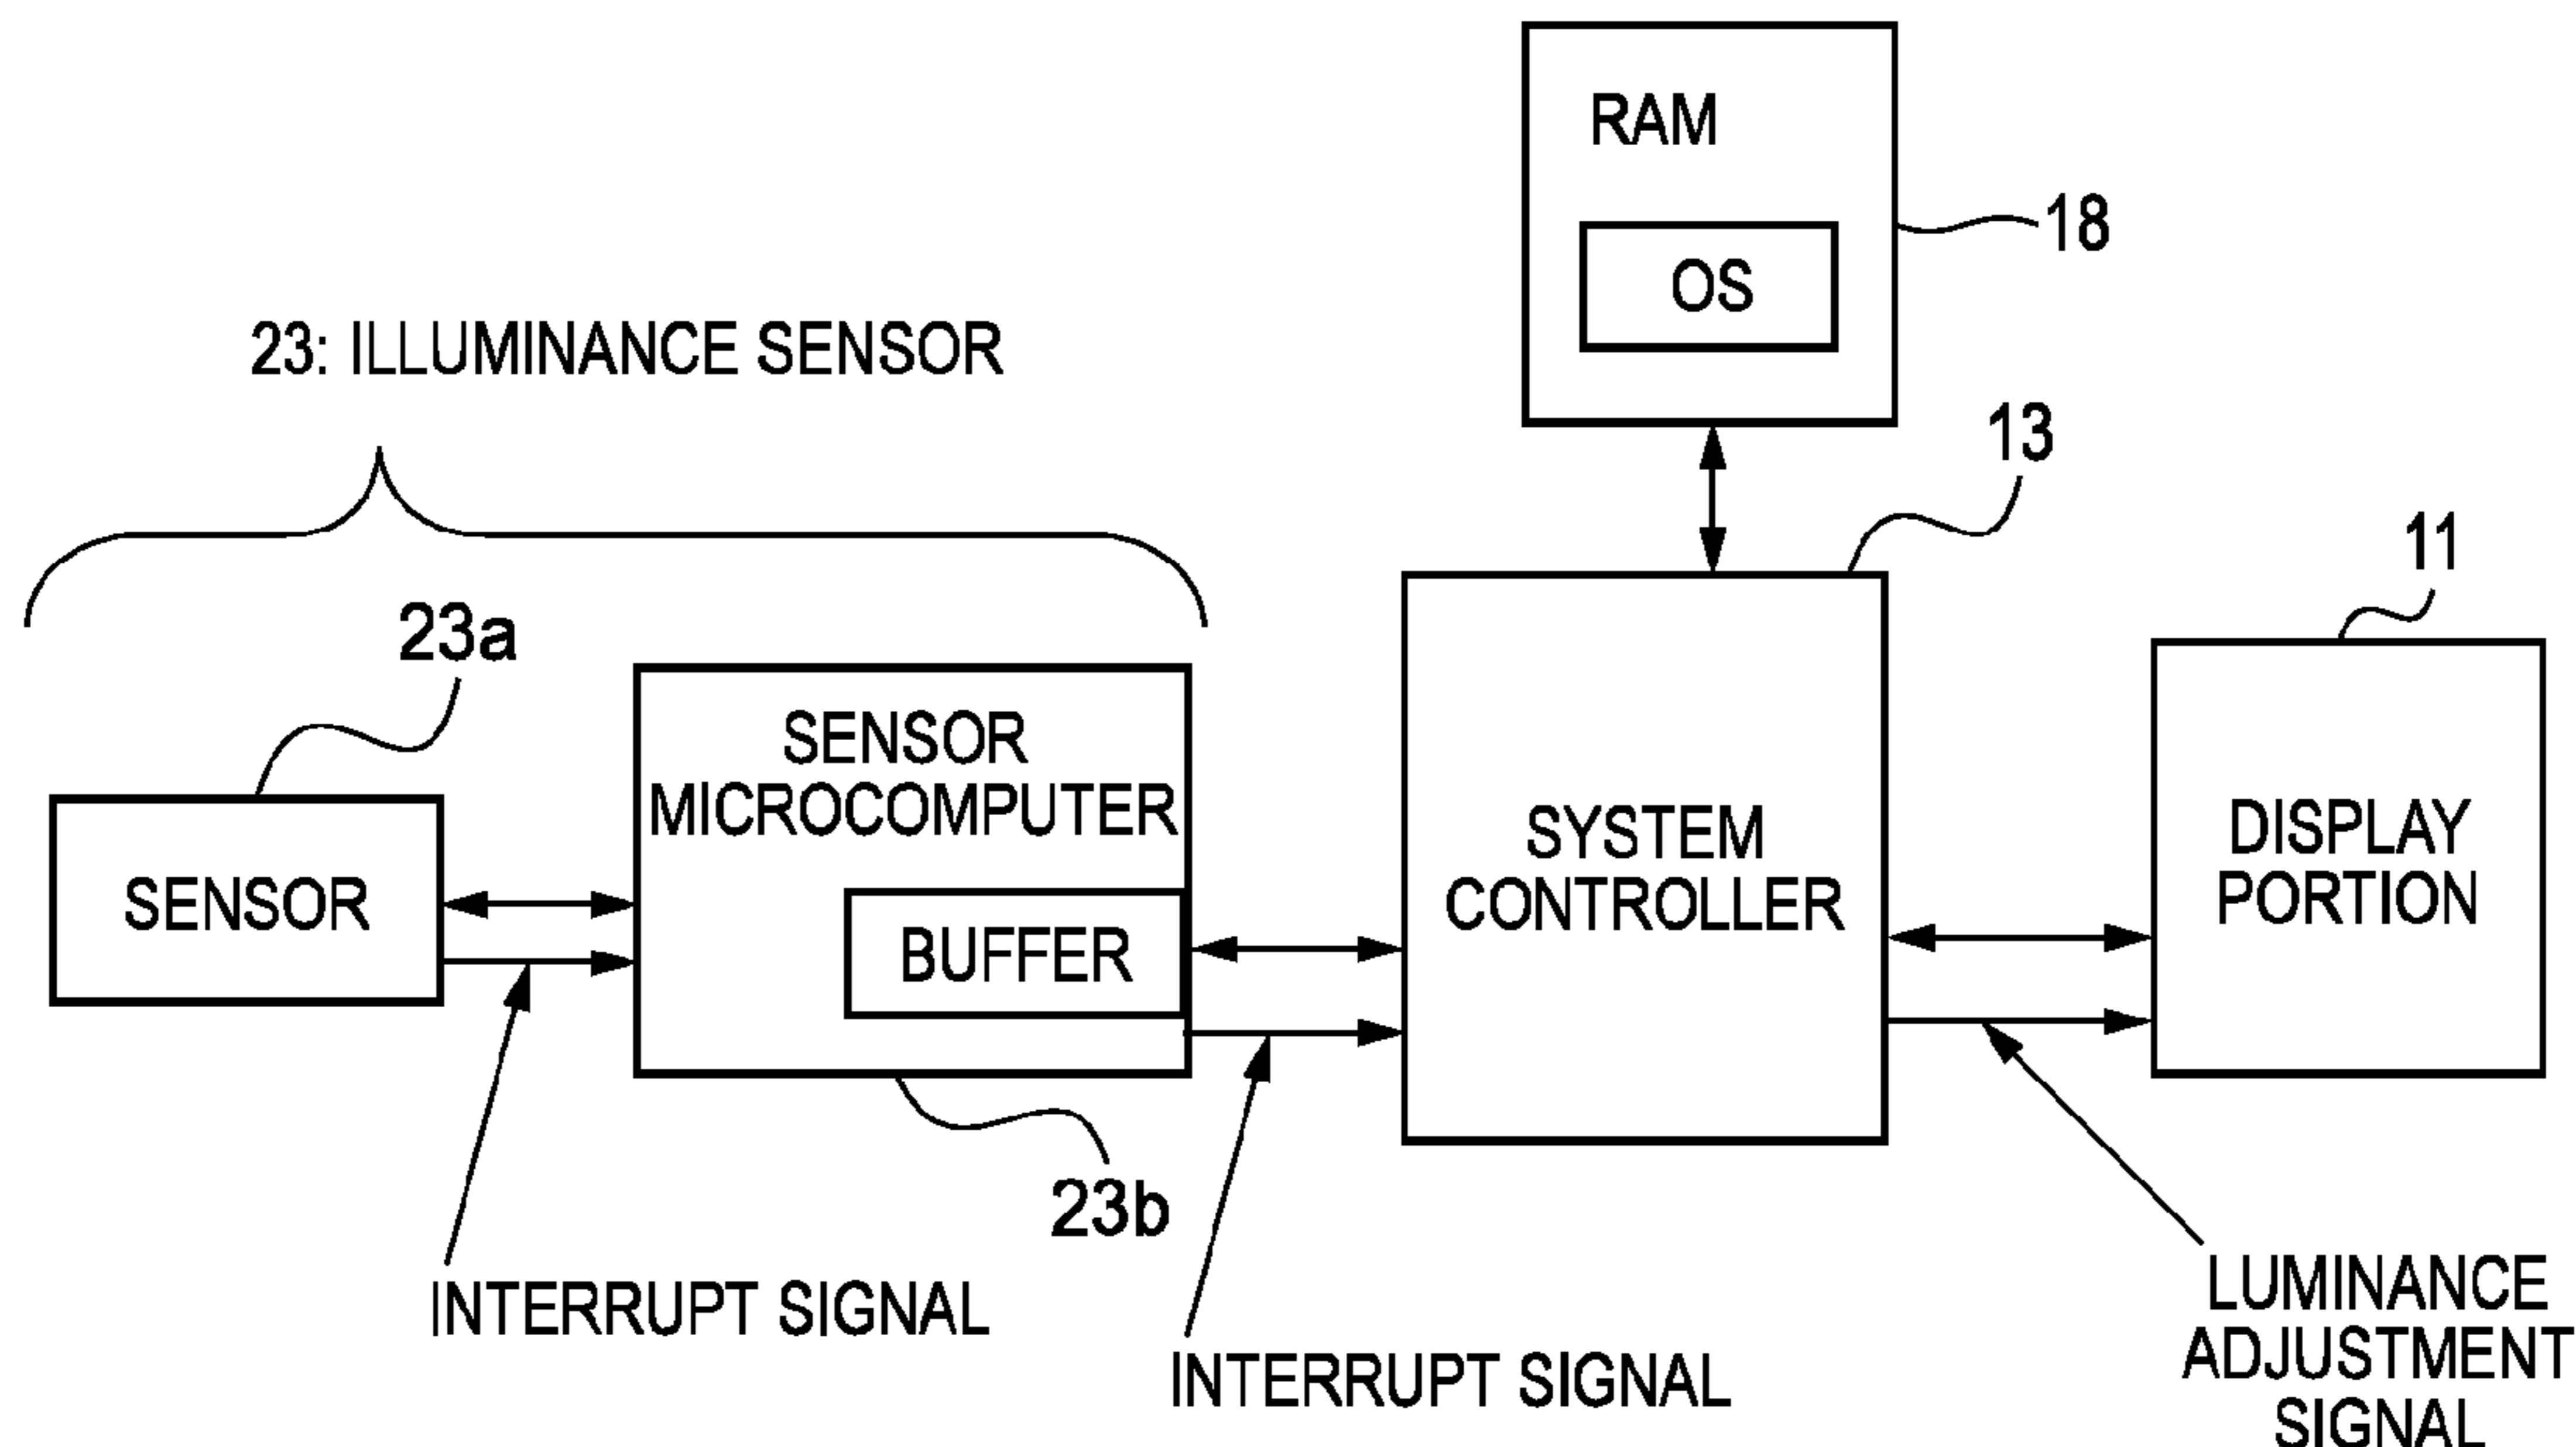 RAM
OS
18
23: ILLUMINANCE SENSOR
13
11
23a
SENSOR
MICROCOMPUTER
SENSOR
BUFFER
SYSTEM
CONTROLLER
DISPLAY
PORTION
23b
INTERRUPT SIGNAL
INTERRUPT SIGNAL
LUMINANCE
ADJUSTMENT
SIGNAL